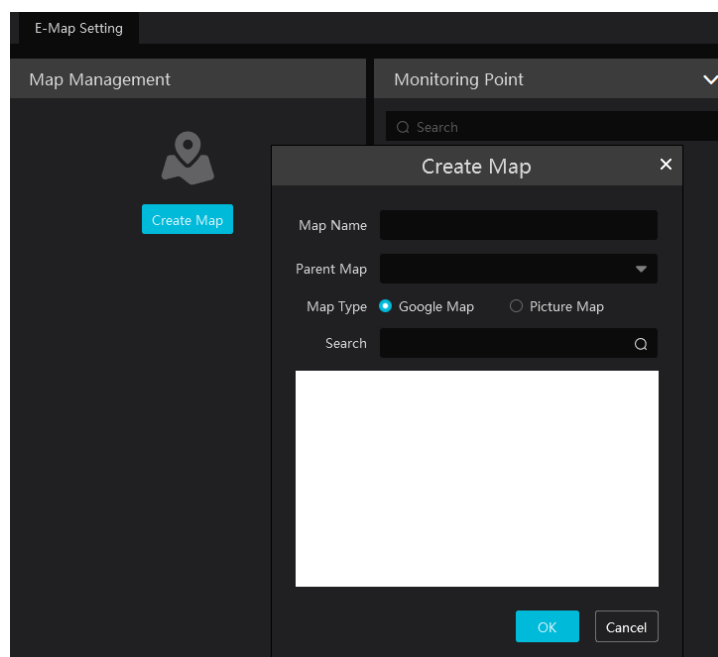 E-Map Setting
Map Management
Monitoring Point
Search
Create Map
Create Map
Map Name
Parent Map
Map Type Google Map Picture Map
Search
OK Cancel